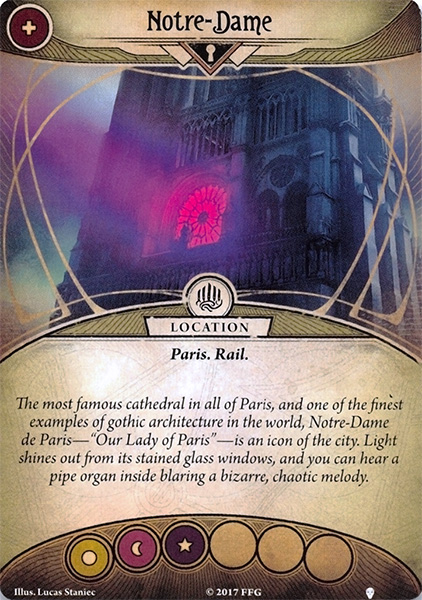 Notre-Dame
LOCATION
Paris. Rail.
The most famous cathedral in all of Paris, and one of the finest
examples of gothic architecture in the world, Notre-Dame
de Paris—“Our Lady of Paris”—is an icon of the city. Light
shines out from its stained glass windows, and you can hear a
pipe organ inside blaring a bizarre, chaotic melody.
Illus. Lucas Staniec
© 2017 FFG